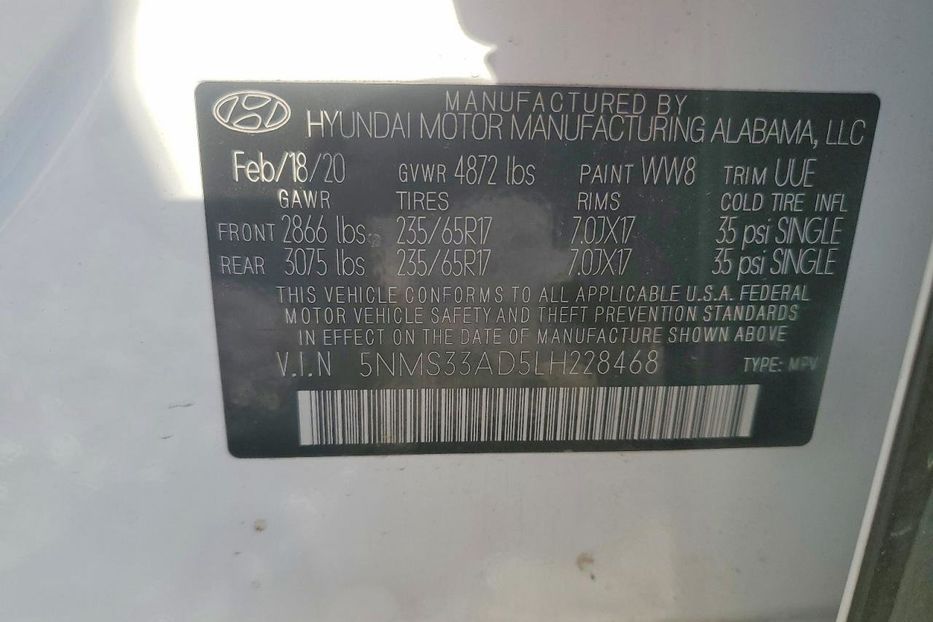 MANUFACTURED BY
HYUNDAI MOTOR MANUFACTURING ALABAMA, LLC
Feb/18/20 GVWR 4872 lbs PAINT WW8 TRIM UUE
GAWR TIRES RIMS COLD TIRE INFL
FRONT 2866 lbs 235/65R17 7.0JX17 35 psi SINGLE
REAR 3075 lbs 235/65R17 7.0JX17 35 psi SINGLE
THIS VEHICLE CONFORMS TO ALL APPLICABLE U.S.A. FEDERAL
MOTOR VEHICLE SAFETY AND THEFT PREVENTION STANDARDS
IN EFFECT ON THE DATE OF MANUFACTURE SHOWN ABOVE
V.I.N 5NMS33AD5LH228468 TYPE: MPV